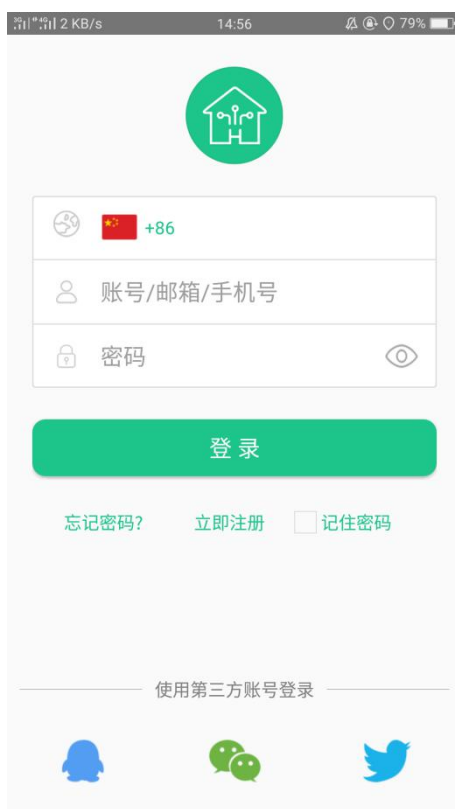 2 KB/s 14:56 79%
+86
账号/邮箱/手机号
密码
登录
忘记密码? 立即注册 记住密码
使用第三方账号登录